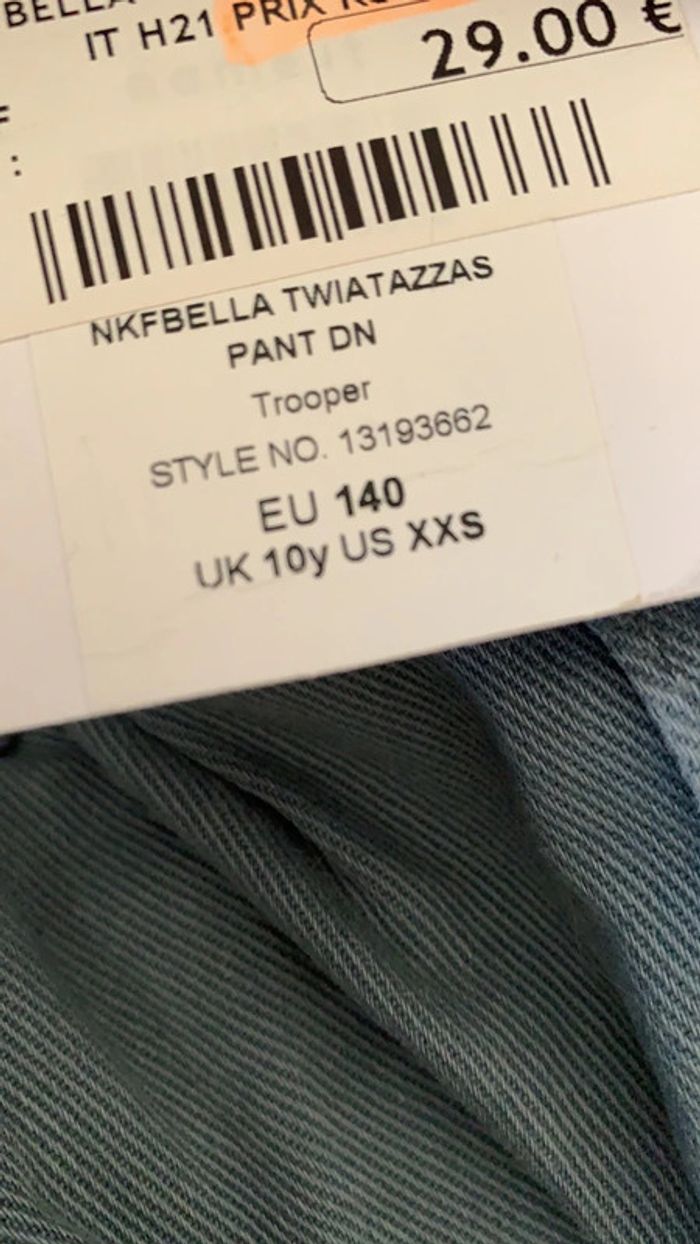 BELLA
IT H21 PRIX
29.00 €
:
NKFBELLA TWIATAZZAS
PANT DN
Trooper
STYLE NO. 13193662
EU 140
UK 10y US XXS